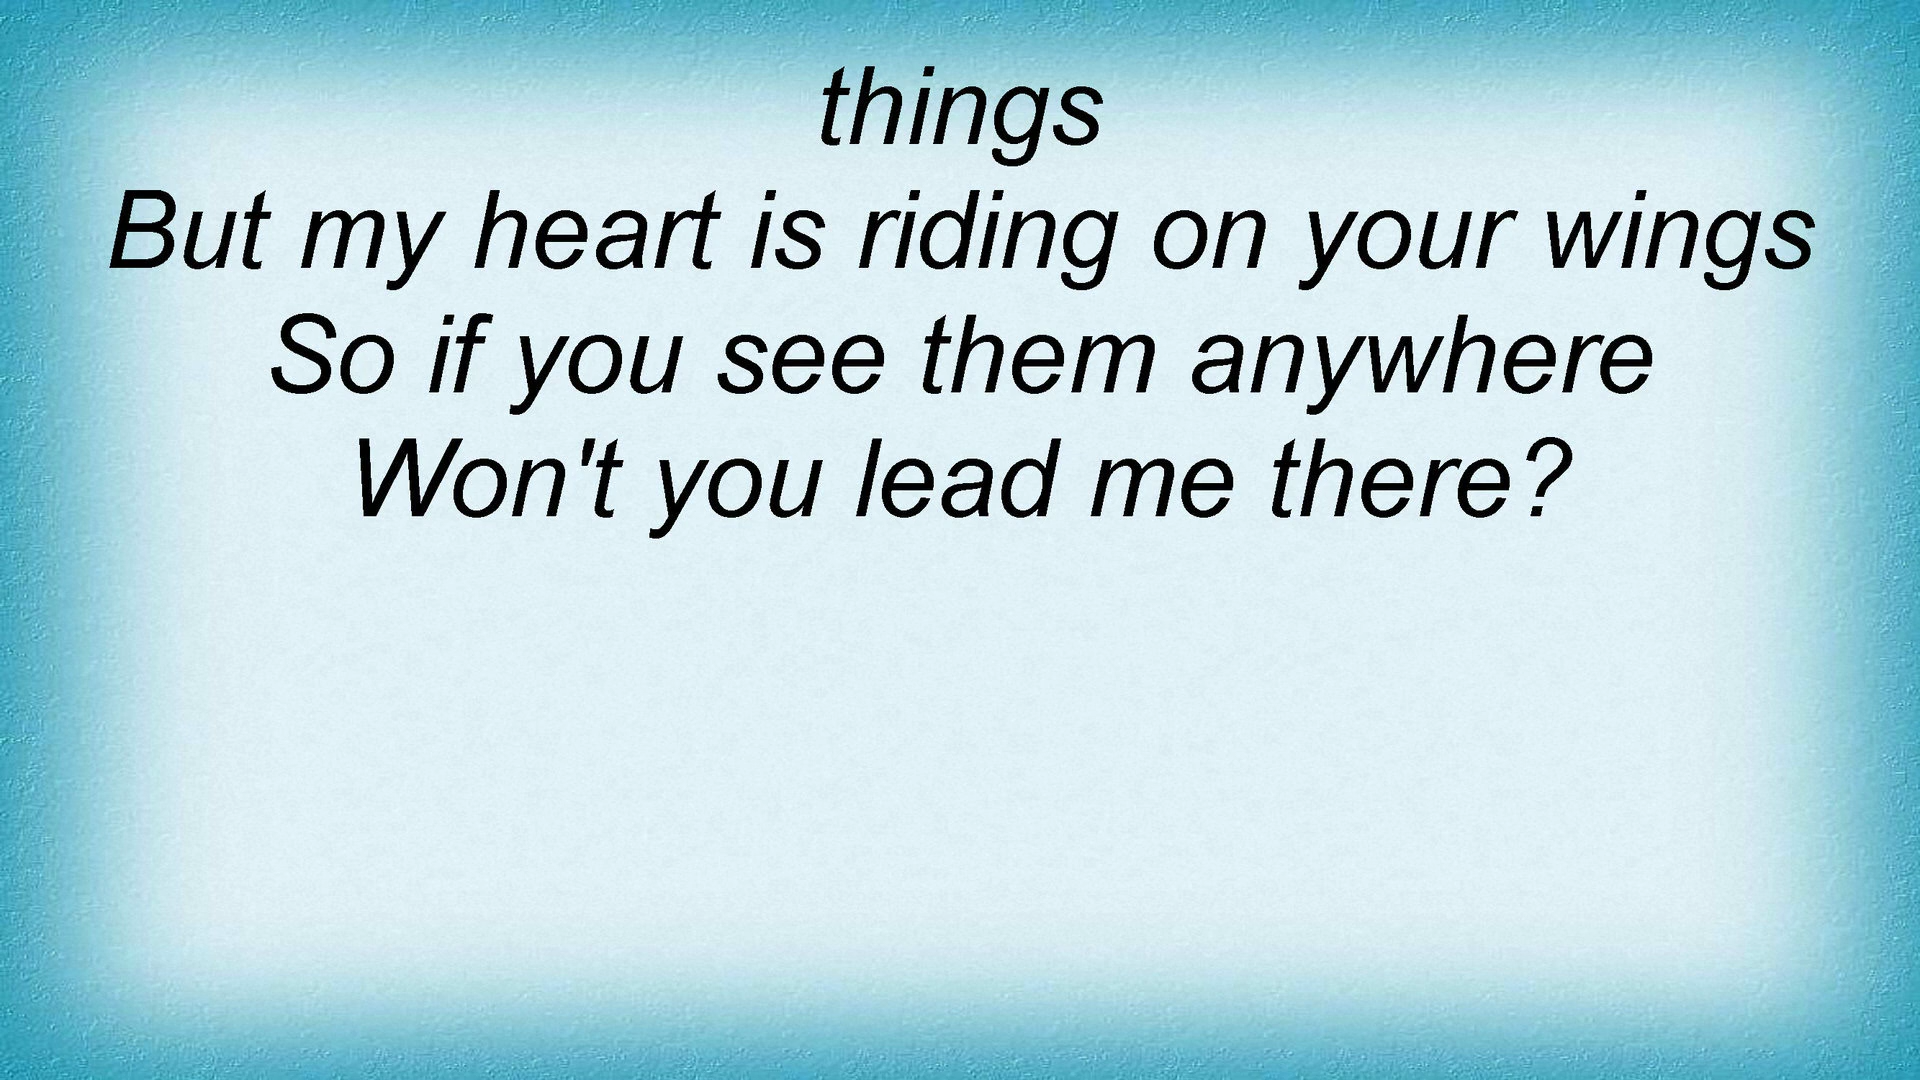 things
But my heart is riding on your wings
So if you see them anywhere
Won't you lead me there?